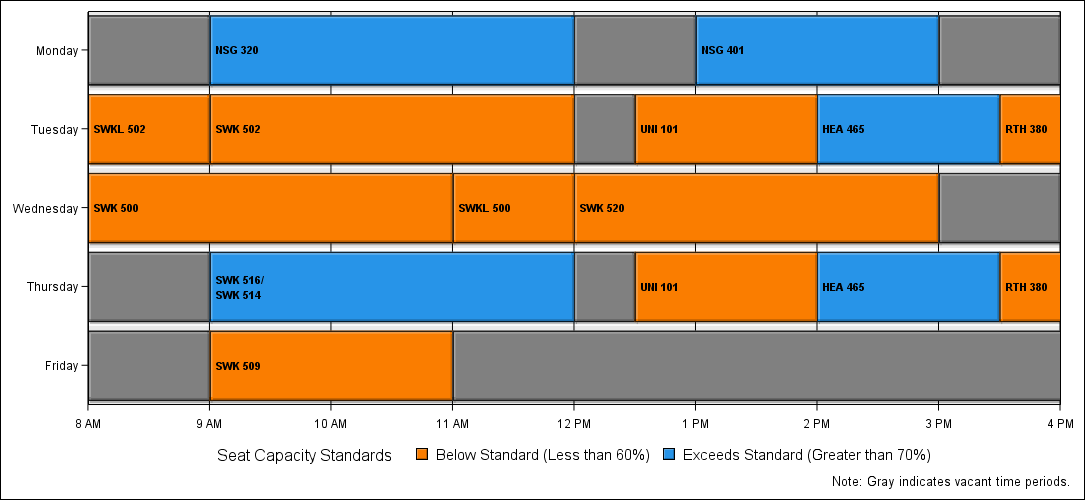 Monday
NSG 320
NSG 401
Tuesday
SWKL 502
SWK 502
UNI 101
HEA 465
RTH 380
Wednesday
SWK 500
SWKL 500
SWK 520
Thursday
SWK 516/
SWK 514
UNI 101
HEA 465
RTH 380
Friday
SWK 509
8 AM 9 AM 10 AM 11 AM 12 PM 1 PM 2 PM 3 PM 4 PM
Seat Capacity Standards Below Standard (Less than 60%) Exceeds Standard (Greater than 70%)
Note: Gray indicates vacant time periods.